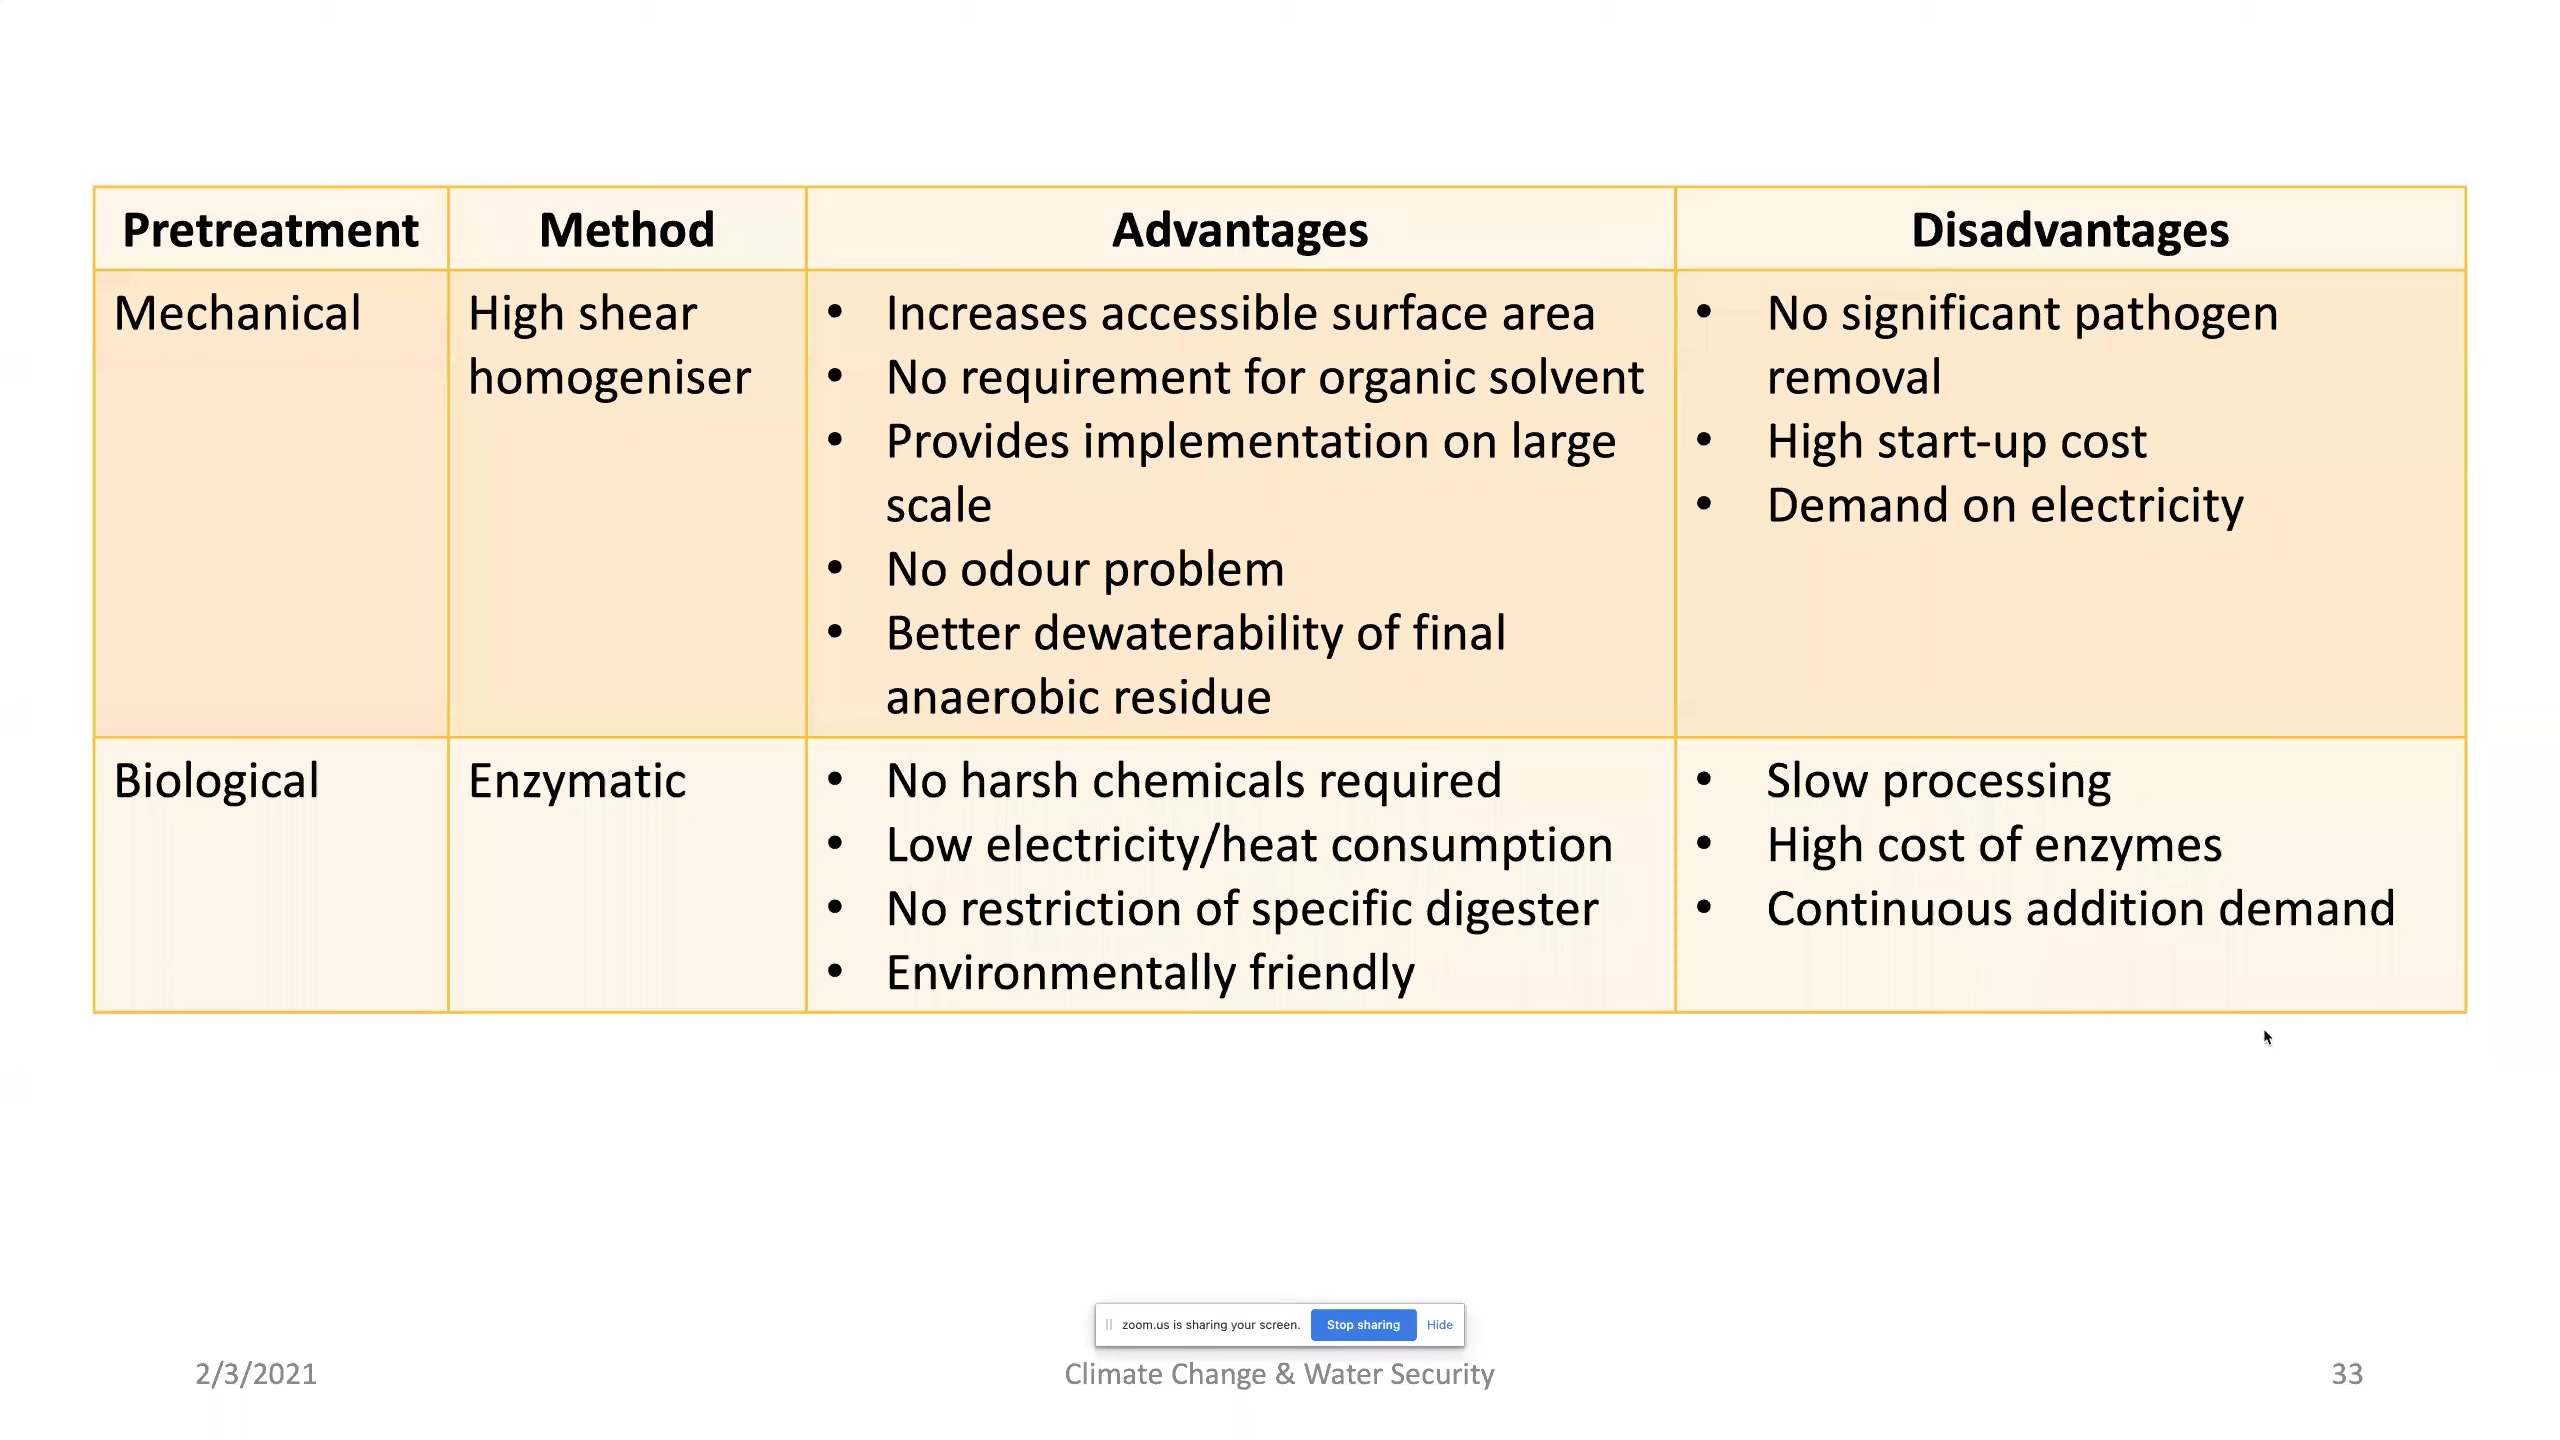 Pretreatment
Method
Advantages
Disadvantages
Mechanical
High shear
homogeniser
• Increases accessible surface area
• No requirement for organic solvent
• Provides implementation on large
scale
• No odour problem
• Better dewaterability of final
anaerobic residue
• No significant pathogen
removal
• High start-up cost
• Demand on electricity
Biological
Enzymatic
• No harsh chemicals required
• Low electricity/heat consumption
• No restriction of specific digester
• Environmentally friendly
• Slow processing
• High cost of enzymes
• Continuous addition demand
zoom.us is sharing your screen.
Stop sharing
Hide
2/3/2021
Climate Change & Water Security
33